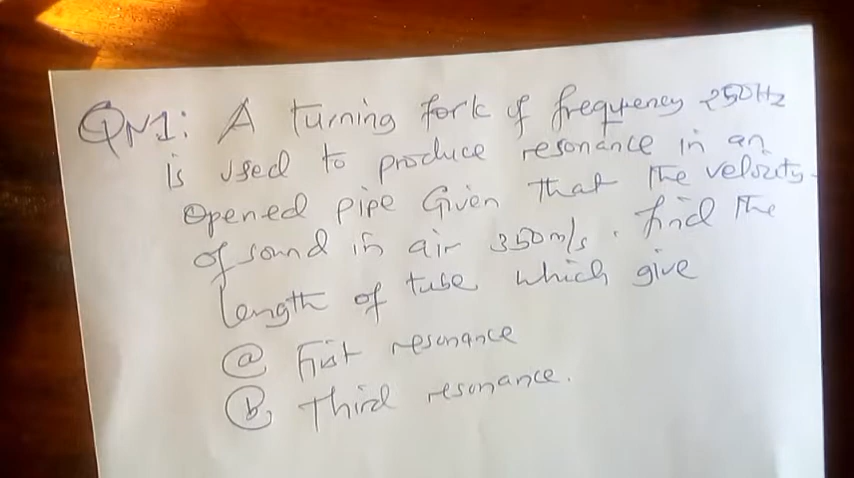 QN1: A turning fork of frequency 250Hz
is used to produce resonance in an
opened pipe Given that the velocity
of sound in air 350m/s. find the
length of tube which give
(a) First resonance
(b) Third resonance.